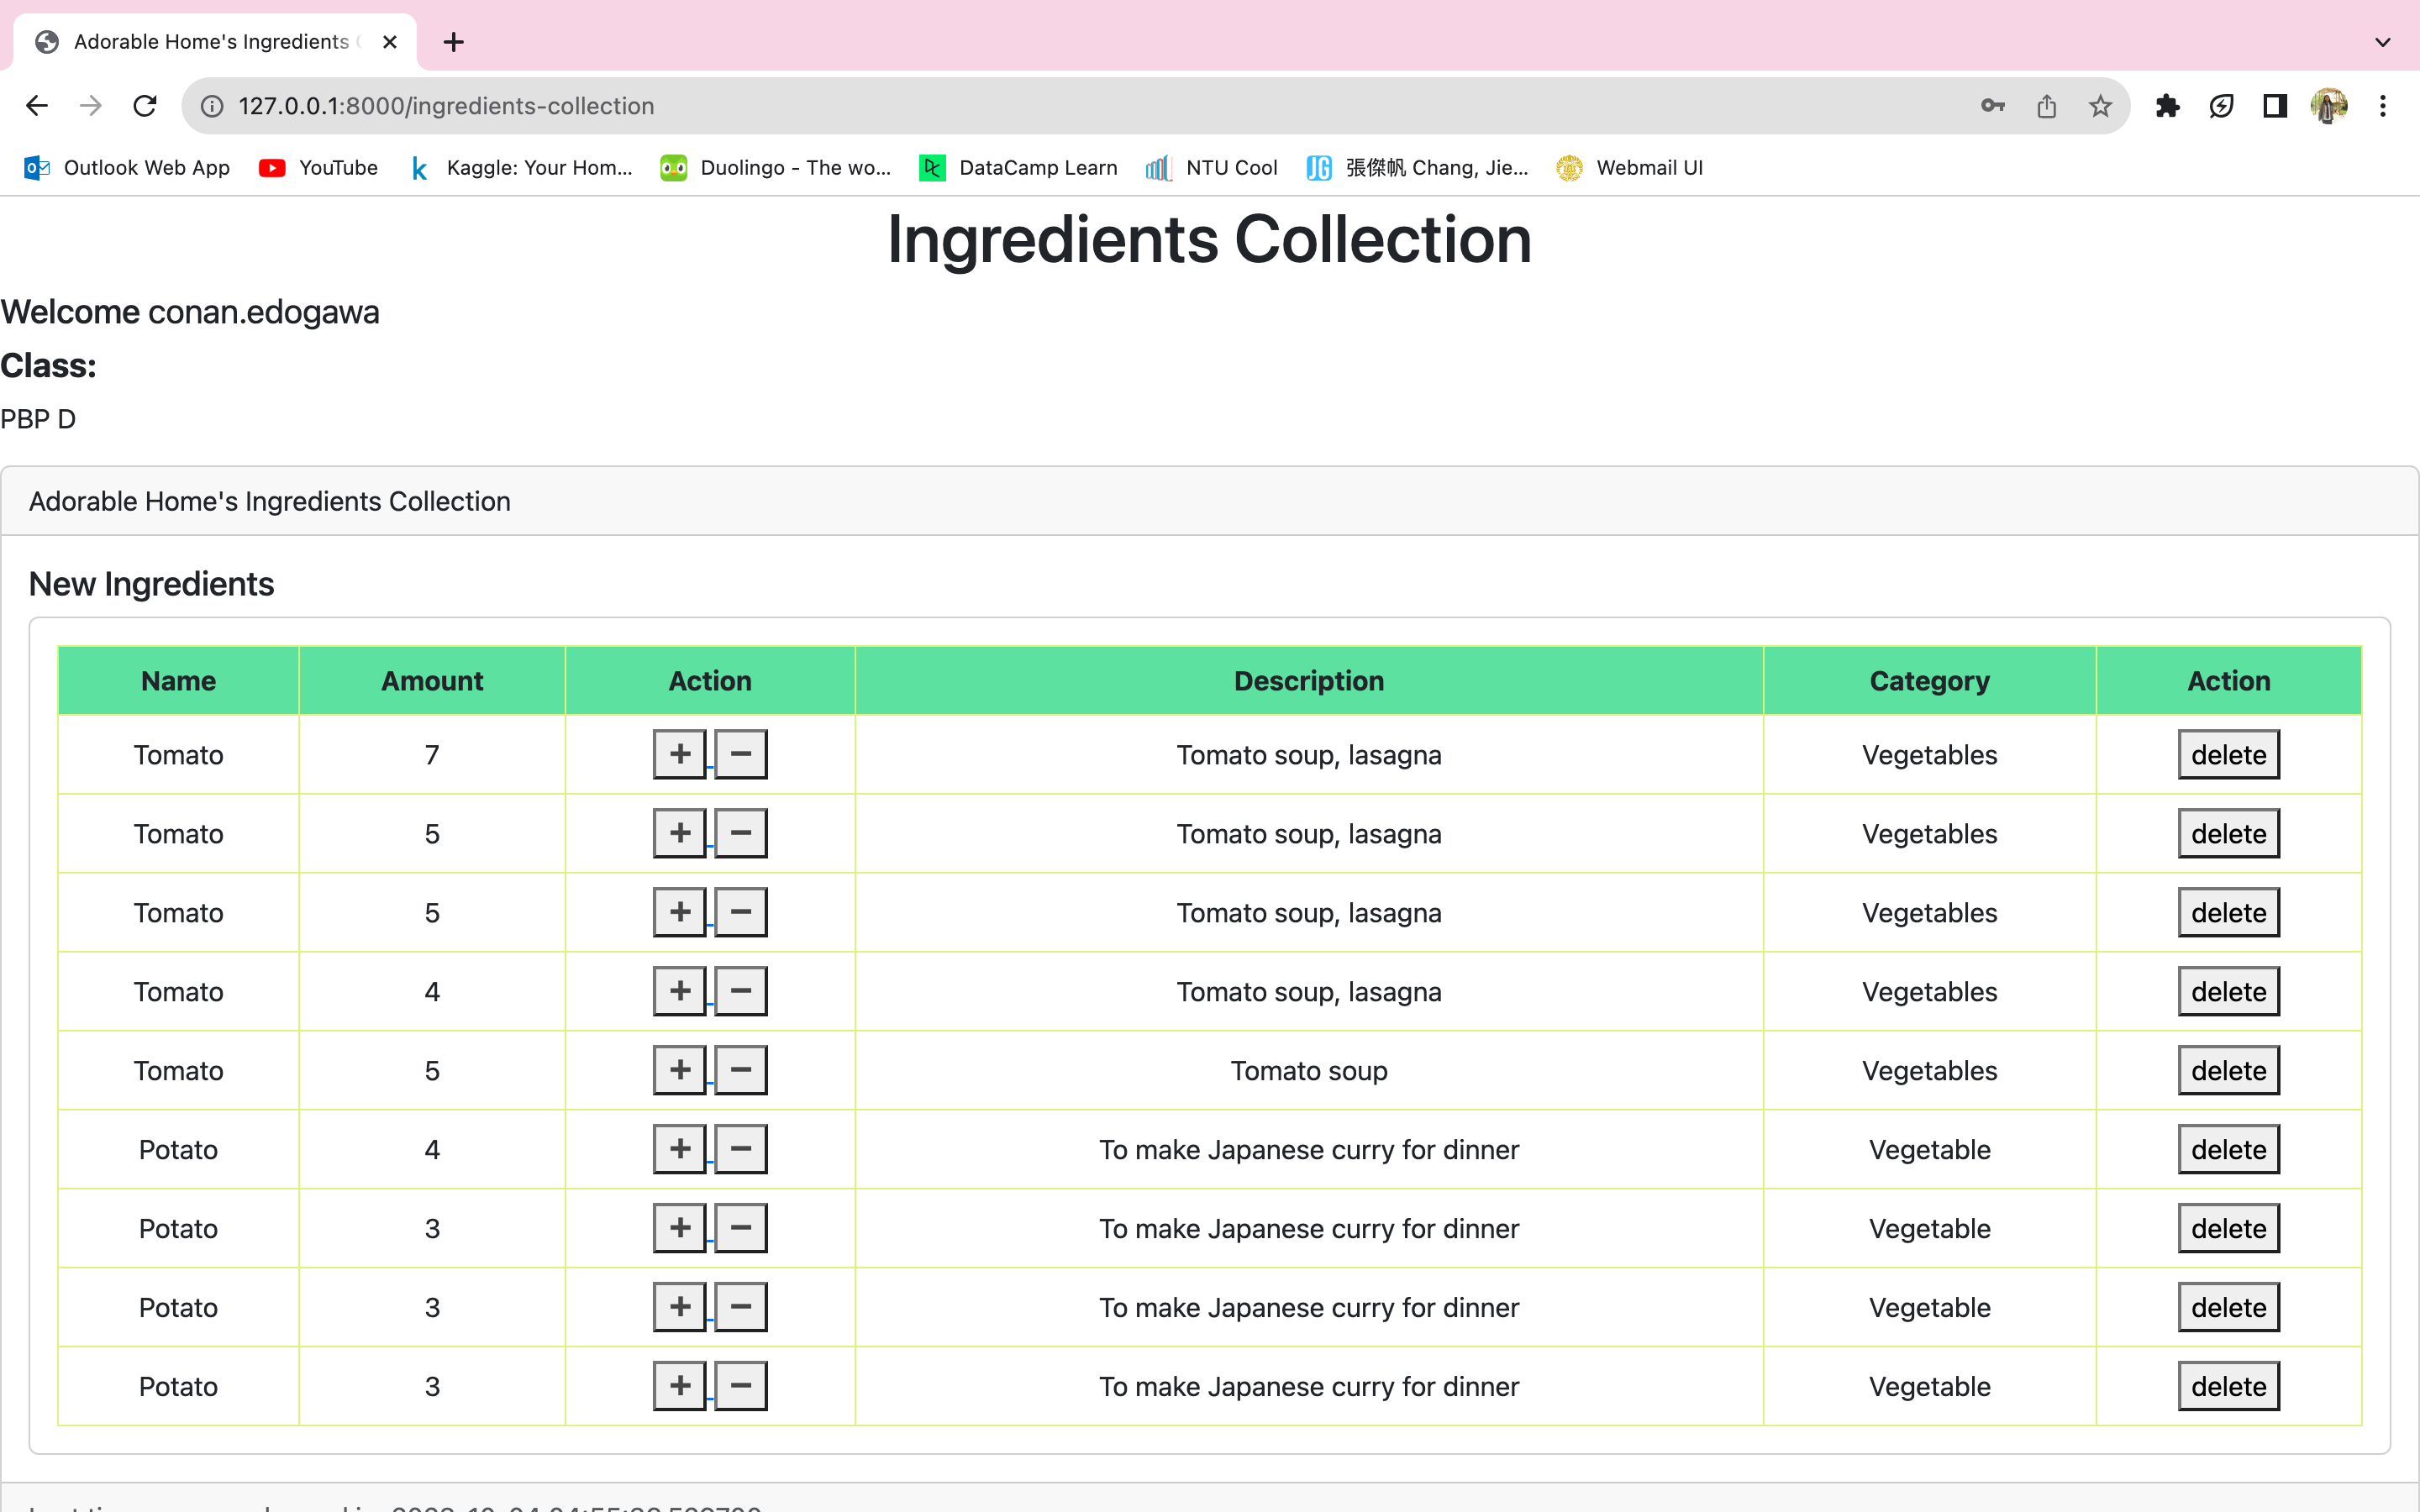 Adorable Home's Ingredients
127.0.0.1:8000/ingredients-collection
Outlook Web App YouTube Kaggle: Your Hom... Duolingo - The wo... DataCamp Learn NTU Cool 張傑帆 Chang, Jie... Webmail UI
Ingredients Collection
Welcome conan.edogawa
Class:
PBP D
Adorable Home's Ingredients Collection
New Ingredients
Name Amount Action Description Category Action
Tomato 7 + − Tomato soup, lasagna Vegetables delete
Tomato 5 + − Tomato soup, lasagna Vegetables delete
Tomato 5 + − Tomato soup, lasagna Vegetables delete
Tomato 4 + − Tomato soup, lasagna Vegetables delete
Tomato 5 + − Tomato soup Vegetables delete
Potato 4 + − To make Japanese curry for dinner Vegetable delete
Potato 3 + − To make Japanese curry for dinner Vegetable delete
Potato 3 + − To make Japanese curry for dinner Vegetable delete
Potato 3 + − To make Japanese curry for dinner Vegetable delete